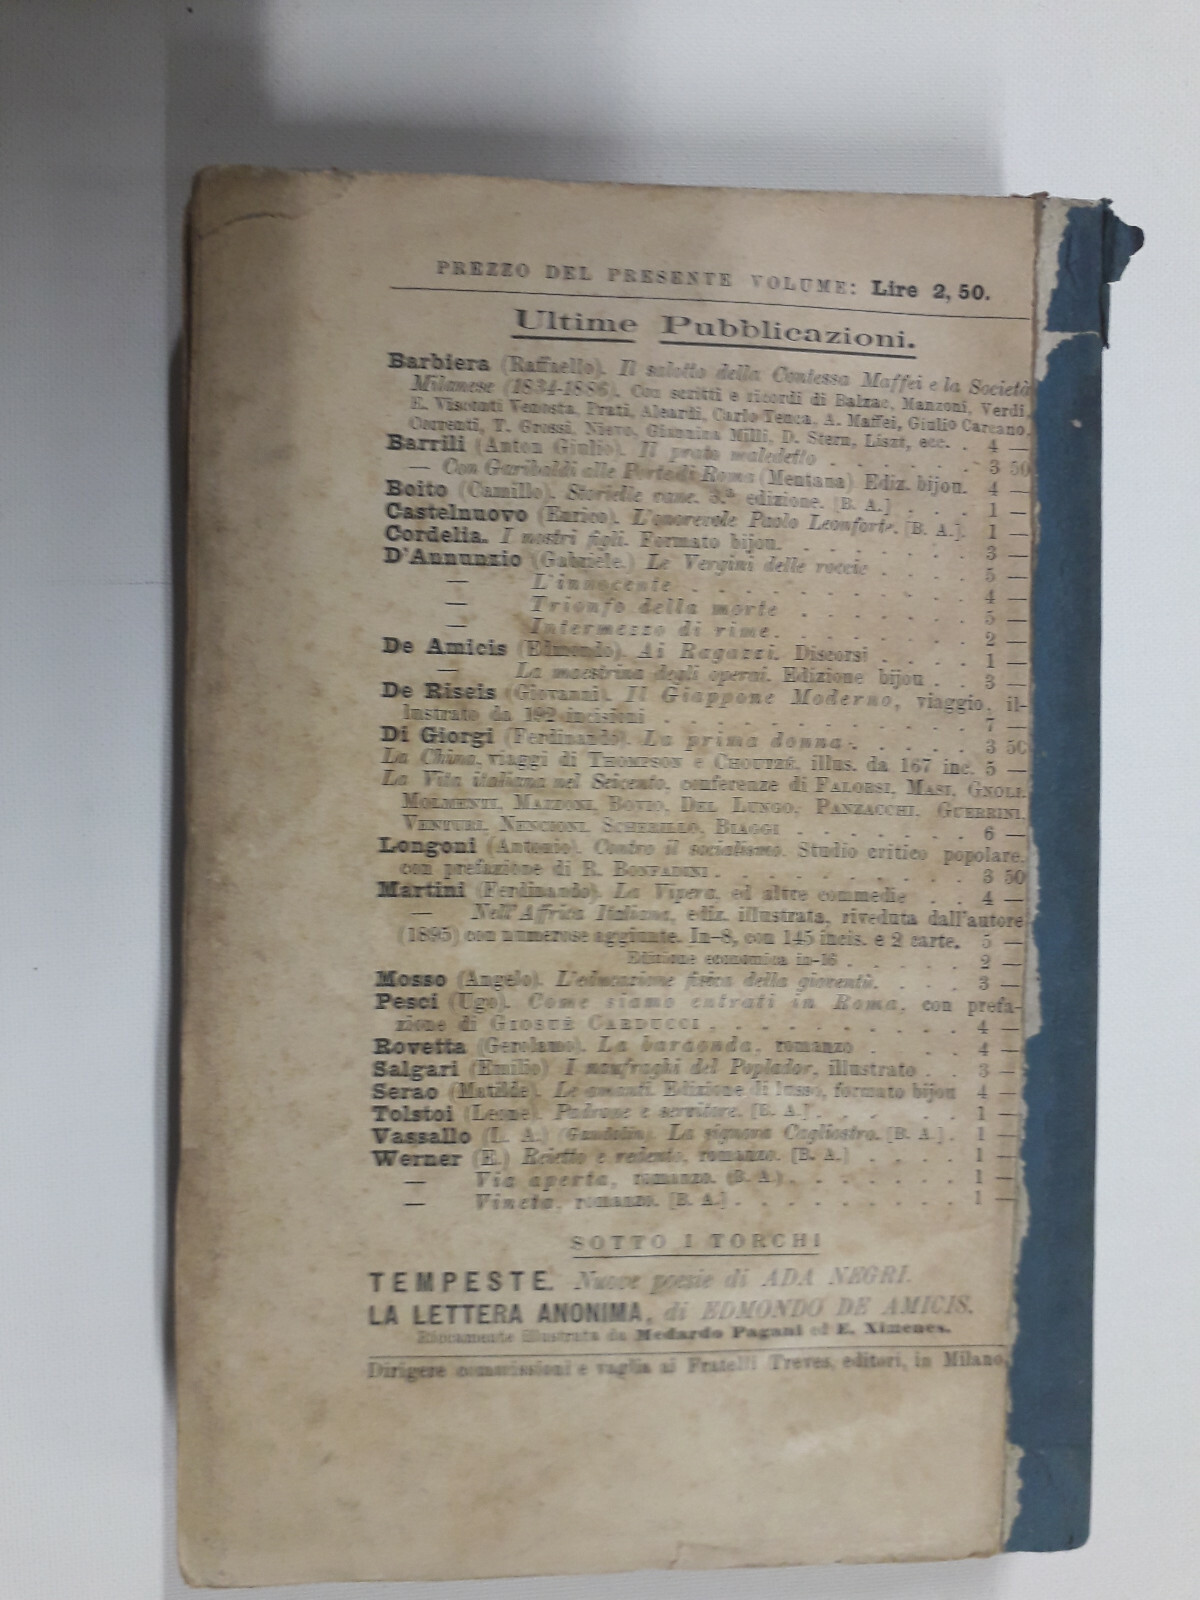 PREZZO DEL PRESENTE VOLUME: Lire 2, 50.
Ultime Pubblicazioni.
Barbiera (Raffaello). Il salotto della Contessa Maffei e la Società
Milanese (1834-1886). Con scritti e ricordi di Balzac, Manzoni, Verdi,
E. Visconti Venosta, Prati, Aleardi, Carlo Tenca, A. Maffei, Giulio Carcano,
Correnti, T. Grossi, Nievo, Giannina Milli, D. Stern, Liszt, ecc. . 4 —
Barrili (Anton Giulio). Il prato maledetto . . . . . . . 3 50
— Con Garibaldi alle Porte di Roma (Mentana) Ediz. bijou. 4 —
Boito (Camillo). Storielle vane. 3.ª edizione. [B. A.] . . . 1 —
Castelnuovo (Enrico). L'onorevole Paolo Leonforte. [B. A.]. 1 —
Cordelia. I nostri figli. Formato bijou. . . . . . . . . 3 —
D'Annunzio (Gabriele.) Le Vergini delle roccie . . . . . 5 —
— L'innocente . . . . . . . . . . 4 —
— Trionfo della morte . . . . . . 5 —
— Intermezzo di rime. . . . . . . 2 —
De Amicis (Edmondo). Ai Ragazzi. Discorsi . . . . . 1 —
— La maestrina degli operai. Edizione bijou . . 3 —
De Riseis (Giovanni). Il Giappone Moderno, viaggio, il-
lustrato da 192 incisioni . . . . . . . . . . 7 —
Di Giorgi (Ferdinando). La prima donna . . . . . . 3 50
La China, viaggi di THOMPSON e CHOUTZÉ, illus. da 167 inc. 5 —
La Vita italiana nel Seicento, conferenze di FALORSI, MASI, GNOLI,
MOLMENTI, MAZZONI, BOVIO, DEL LUNGO, PANZACCHI, GUERRINI,
VENTURI, NENCIONI, SCHERILLO, BIAGGI . . . . . . . 6 —
Longoni (Antonio). Contro il socialismo. Studio critico popolare,
con prefazione di R. BONFADINI . . . . . . . . . 3 50
Martini (Ferdinando). La Vipera, ed altre commedie . . 4 —
— Nell'Affrica Italiana, ediz. illustrata, riveduta dall'autore
(1895) con numerose aggiunte. In-8, con 145 incis. e 2 carte. 5 —
Edizione economica in-16 . . . . . 2 —
Mosso (Angelo). L'educazione fisica della gioventù. . . . 3 —
Pesci (Ugo). Come siamo entrati in Roma, con prefa-
zione di GIOSUÈ CARDUCCI . . . . . . . . . . 4 —
Rovetta (Gerolamo). La baraonda, romanzo . . . . 4 —
Salgari (Emilio) I naufraghi del Poplador, illustrato . . 3 —
Serao (Matilde). Le amanti. Edizione di lusso, formato bijou 4 —
Tolstoi (Leone). Padrone e servitore. [B. A.] . . . . . . 1 —
Vassallo (L. A.) (Gandolin). La signora Cagliostro. [B. A.] . 1 —
Werner (E.) Reietto e redento, romanzo. [B. A.] . . . . 1 —
— Via aperta, romanzo. (B. A.) . . . . . . . 1 —
— Vineta, romanzo. [B. A.] . . . . . . . . . 1 —
SOTTO I TORCHI
TEMPESTE. Nuove poesie di ADA NEGRI.
LA LETTERA ANONIMA, di EDMONDO DE AMICIS.
Riccamente illustrata da Medardo Pagani ed E. Ximenes.
Dirigere commissioni e vaglia ai Fratelli Treves, editori, in Milano.